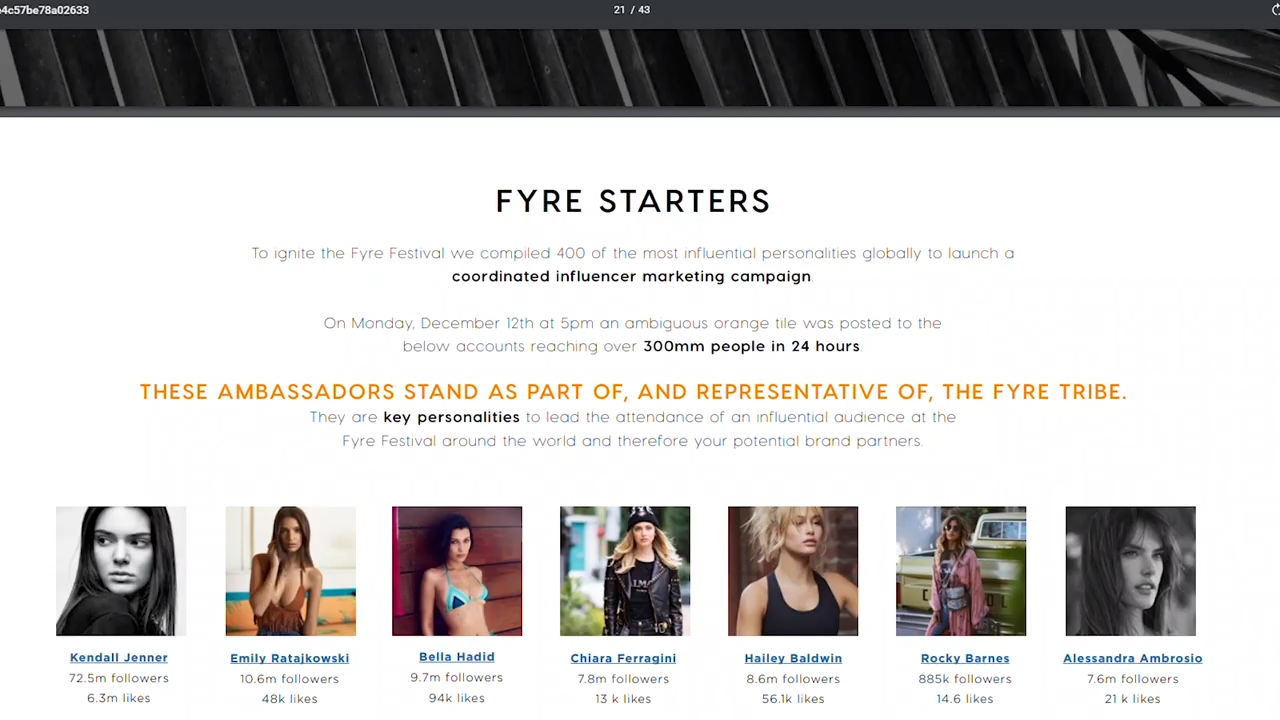 e4c57be78a02633
21 / 43
FYRE STARTERS
To ignite the Fyre Festival we compiled 400 of the most influential personalities globally to launch a
coordinated influencer marketing campaign.
On Monday, December 12th at 5pm an ambiguous orange tile was posted to the
below accounts reaching over 300mm people in 24 hours.
THESE AMBASSADORS STAND AS PART OF, AND REPRESENTATIVE OF, THE FYRE TRIBE.
They are key personalities to lead the attendance of an influential audience at the
Fyre Festival around the world and therefore your potential brand partners.
Kendall Jenner Emily Ratajkowski Bella Hadid Chiara Ferragini Hailey Baldwin Rocky Barnes Alessandra Ambrosio
72.5m followers 10.6m followers 9.7m followers 7.8m followers 8.6m followers 885k followers 7.6m followers
6.3m likes 48k likes 94k likes 13 k likes 56.1k likes 14.6 likes 21 k likes